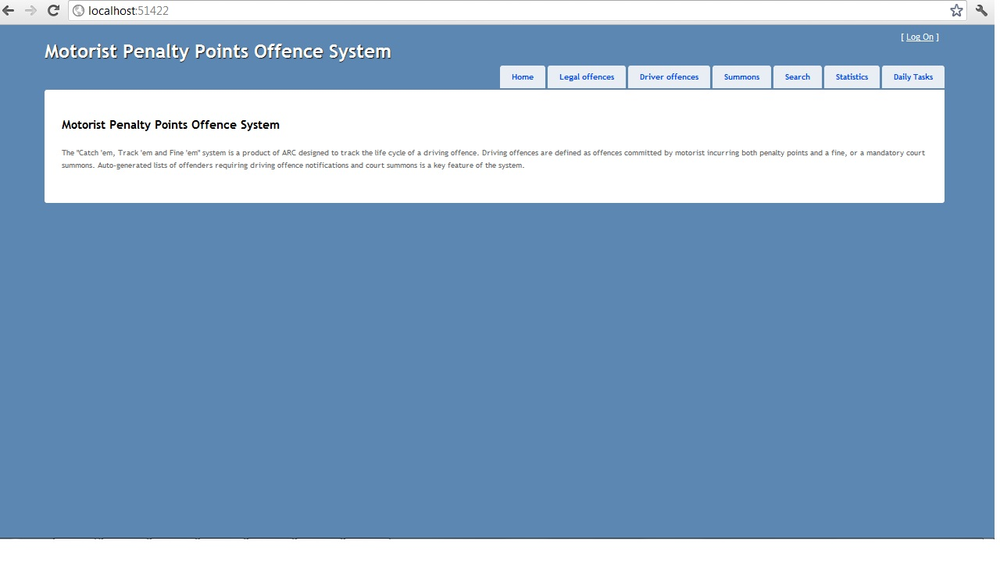 localhost:51422
[ Log On ]
Motorist Penalty Points Offence System
Home Legal offences Driver offences Summons Search Statistics Daily Tasks
Motorist Penalty Points Offence System
The "Catch 'em, Track 'em and Fine 'em" system is a product of ARC designed to track the life cycle of a driving offence. Driving offences are defined as offences committed by motorist incurring both penalty points and a fine, or a mandatory court
summons. Auto-generated lists of offenders requiring driving offence notifications and court summons is a key feature of the system.